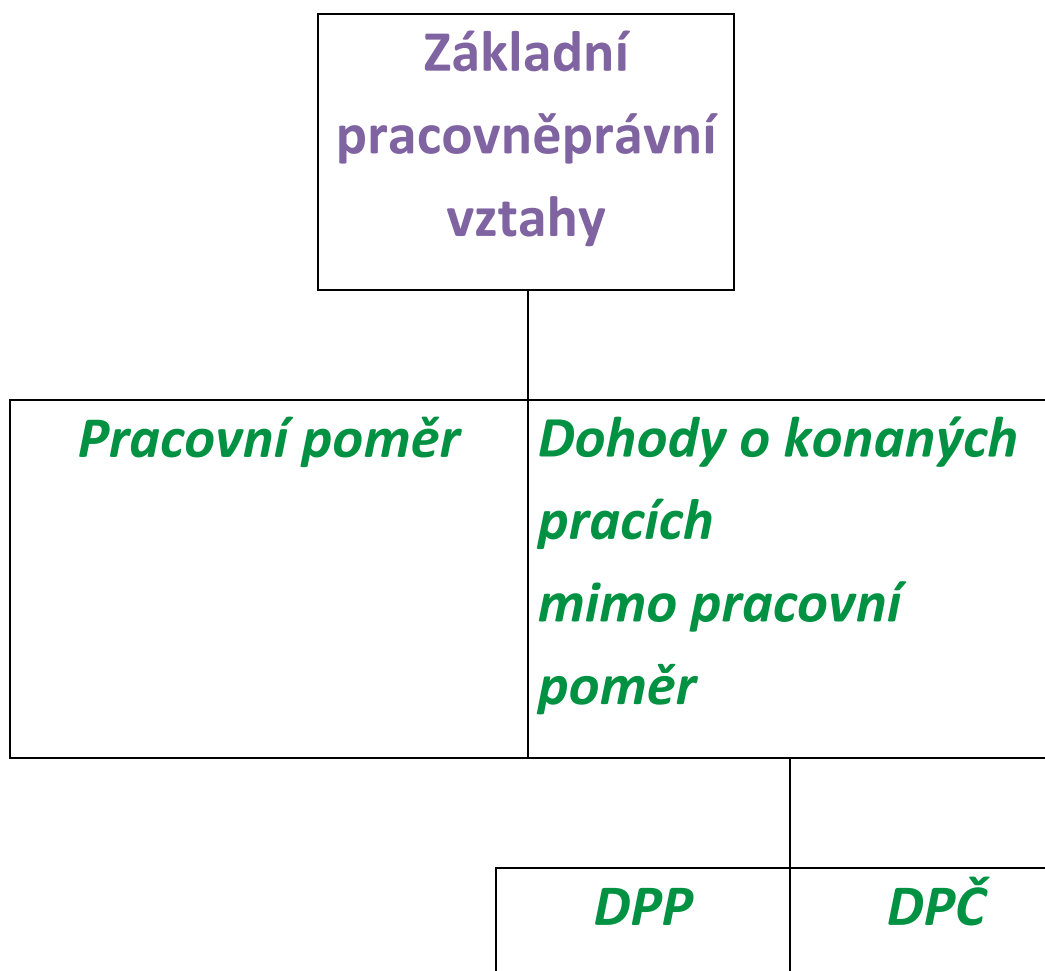 Základní
pracovněprávní
vztahy
Pracovní poměr
Dohody o konaných
pracích
mimo pracovní
poměr
DPP
DPČ